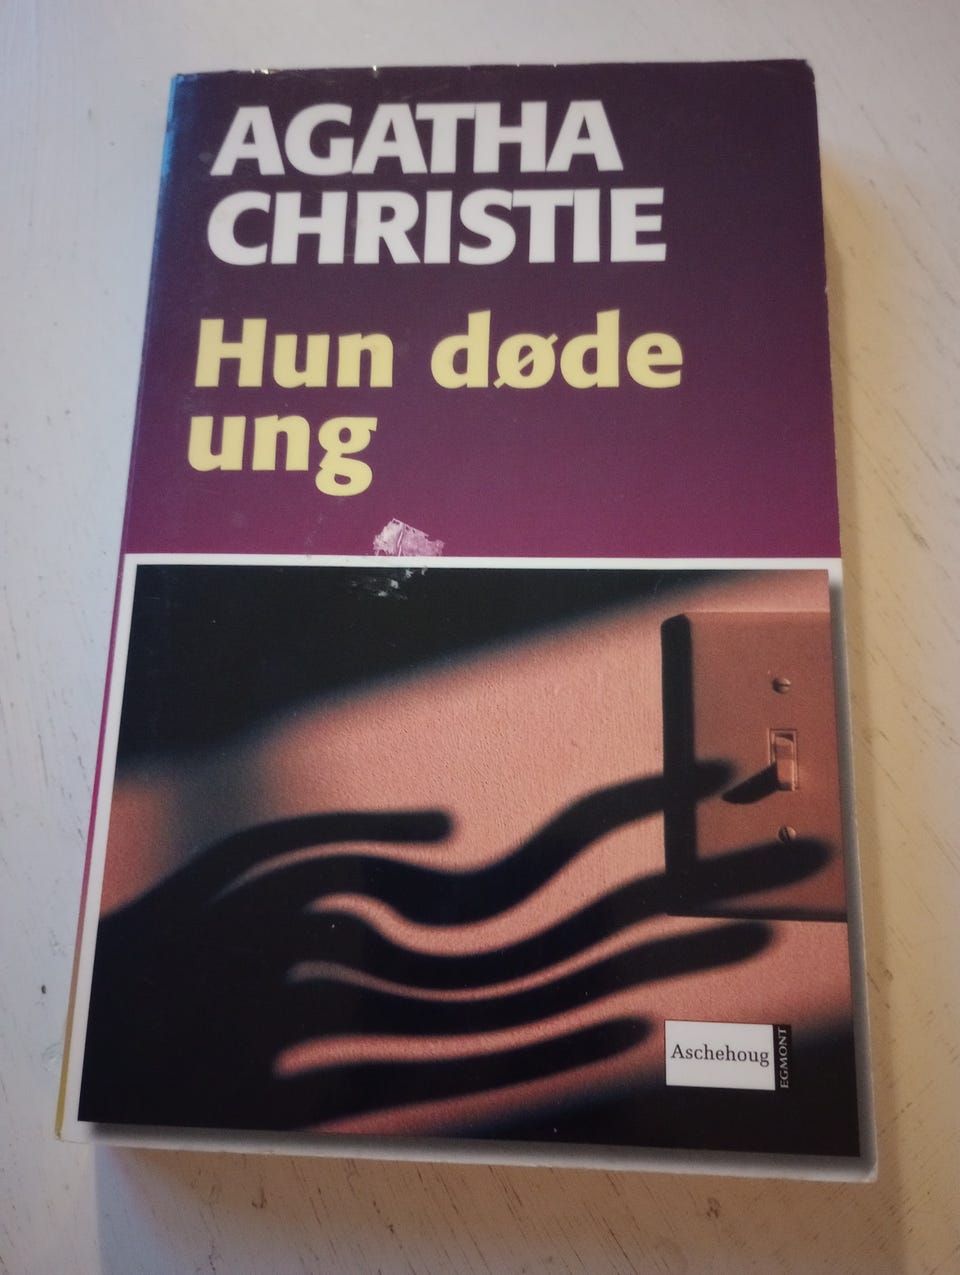 AGATHA
CHRISTIE
Hun døde
ung
Aschehoug
EGMONT